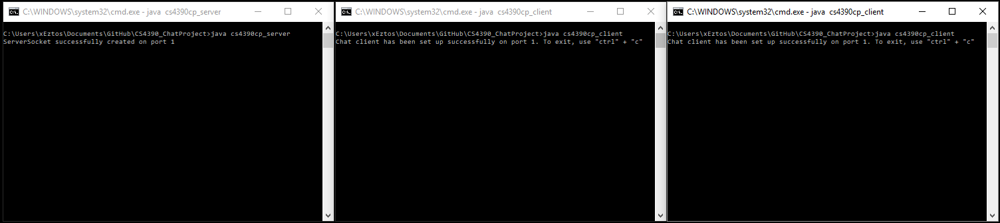 C:\WINDOWS\system32\cmd.exe - java  cs4390cp_server
C:\Users\xEztos\Documents\GitHub\CS4390_ChatProject>java cs4390cp_server
ServerSocket successfully created on port 1
C:\WINDOWS\system32\cmd.exe - java  cs4390cp_client
C:\Users\xEztos\Documents\GitHub\CS4390_ChatProject>java cs4390cp_client
Chat client has been set up successfully on port 1. To exit, use "ctrl" + "c"
C:\WINDOWS\system32\cmd.exe - java  cs4390cp_client
C:\Users\xEztos\Documents\GitHub\CS4390_ChatProject>java cs4390cp_client
Chat client has been set up successfully on port 1. To exit, use "ctrl" + "c"